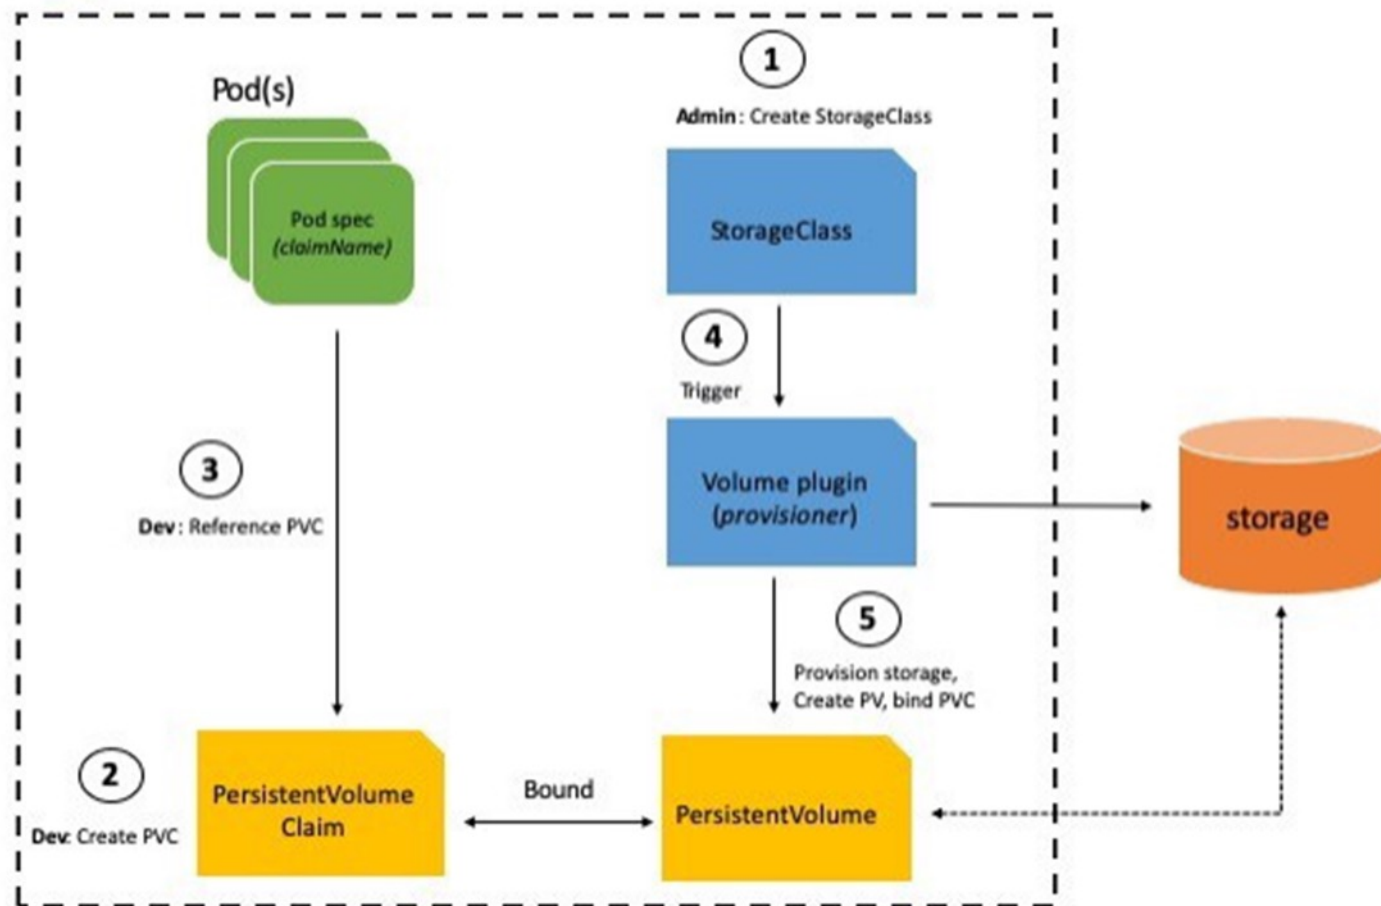 1
Admin: Create StorageClass
Pod(s)
Pod spec
(claimName)
StorageClass
4
Trigger
3
Dev: Reference PVC
Volume plugin
(provisioner)
storage
5
Provision storage,
Create PV, bind PVC
2
Dev: Create PVC
PersistentVolume
Claim
Bound
PersistentVolume